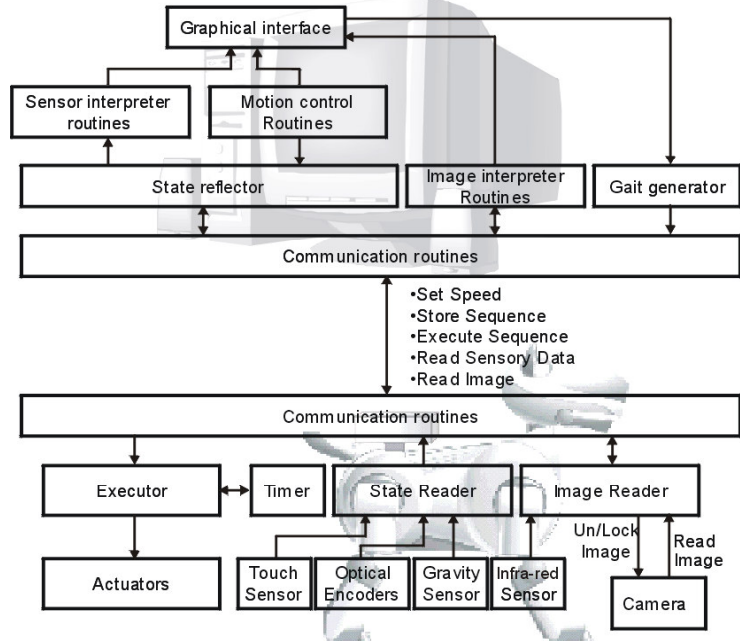 Graphical interface
Sensor interpreter
routines
Motion control
Routines
State reflector
Image interpreter
Routines
Gait generator
Communication routines
•Set Speed
•Store Sequence
•Execute Sequence
•Read Sensory Data
•Read Image
Communication routines
Executor
Timer
State Reader
Image Reader
Un/Lock
Image
Read
Image
Actuators
Touch
Sensor
Optical
Encoders
Gravity
Sensor
Infra-red
Sensor
Camera